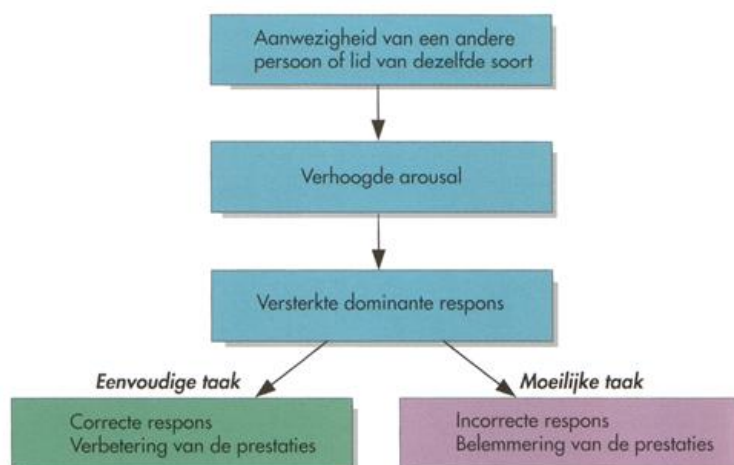 Aanwezigheid van een andere
persoon of lid van dezelfde soort
Verhoogde arousal
Versterkte dominante respons
Eenvoudige taak
Moeilijke taak
Correcte respons
Verbetering van de prestaties
Incorrecte respons
Belemmering van de prestaties